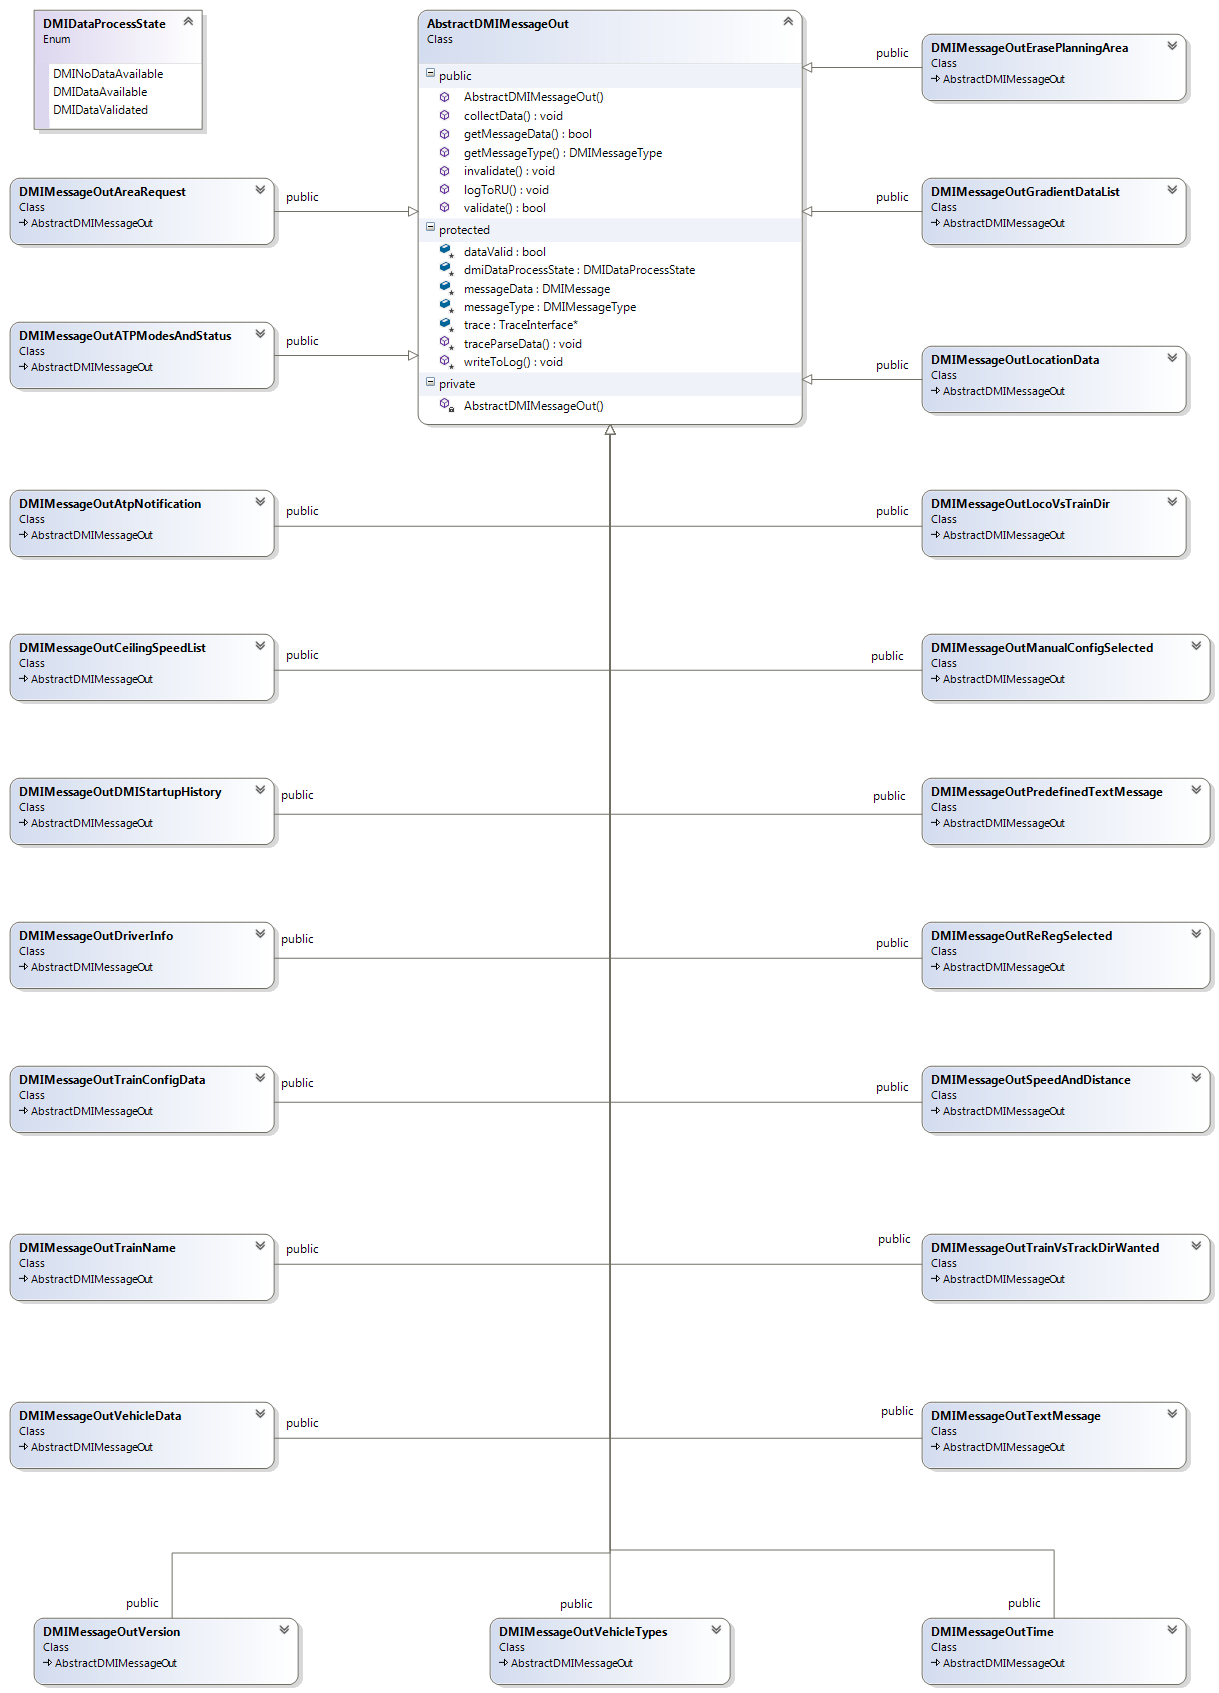 DMIDataProcessState
Enum
DMINoDataAvailable
DMIDataAvailable
DMIDataValidated
AbstractDMIMessageOut
Class
public
AbstractDMIMessageOut()
collectData() : void
getMessageData() : bool
getMessageType() : DMIMessageType
invalidate() : void
logToRU() : void
validate() : bool
protected
dataValid : bool
dmiDataProcessState : DMIDataProcessState
messageData : DMIMessage
messageType : DMIMessageType
trace : TraceInterface*
traceParseData() : void
writeToLog() : void
private
AbstractDMIMessageOut()
public
DMIMessageOutErasePlanningArea
Class
AbstractDMIMessageOut
DMIMessageOutAreaRequest
Class
AbstractDMIMessageOut
public
public
DMIMessageOutGradientDataList
Class
AbstractDMIMessageOut
DMIMessageOutATPModesAndStatus
Class
AbstractDMIMessageOut
public
public
DMIMessageOutLocationData
Class
AbstractDMIMessageOut
DMIMessageOutAtpNotification
Class
AbstractDMIMessageOut
public
public
DMIMessageOutLocoVsTrainDir
Class
AbstractDMIMessageOut
DMIMessageOutCeilingSpeedList
Class
AbstractDMIMessageOut
public
public
DMIMessageOutManualConfigSelected
Class
AbstractDMIMessageOut
DMIMessageOutDMIStartupHistory
Class
AbstractDMIMessageOut
public
public
DMIMessageOutPredefinedTextMessage
Class
AbstractDMIMessageOut
DMIMessageOutDriverInfo
Class
AbstractDMIMessageOut
public
public
DMIMessageOutReRegSelected
Class
AbstractDMIMessageOut
DMIMessageOutTrainConfigData
Class
AbstractDMIMessageOut
public
public
DMIMessageOutSpeedAndDistance
Class
AbstractDMIMessageOut
DMIMessageOutTrainName
Class
AbstractDMIMessageOut
public
public
DMIMessageOutTrainVsTrackDirWanted
Class
AbstractDMIMessageOut
DMIMessageOutVehicleData
Class
AbstractDMIMessageOut
public
public
DMIMessageOutTextMessage
Class
AbstractDMIMessageOut
public
DMIMessageOutVersion
Class
AbstractDMIMessageOut
public
DMIMessageOutVehicleTypes
Class
AbstractDMIMessageOut
public
DMIMessageOutTime
Class
AbstractDMIMessageOut